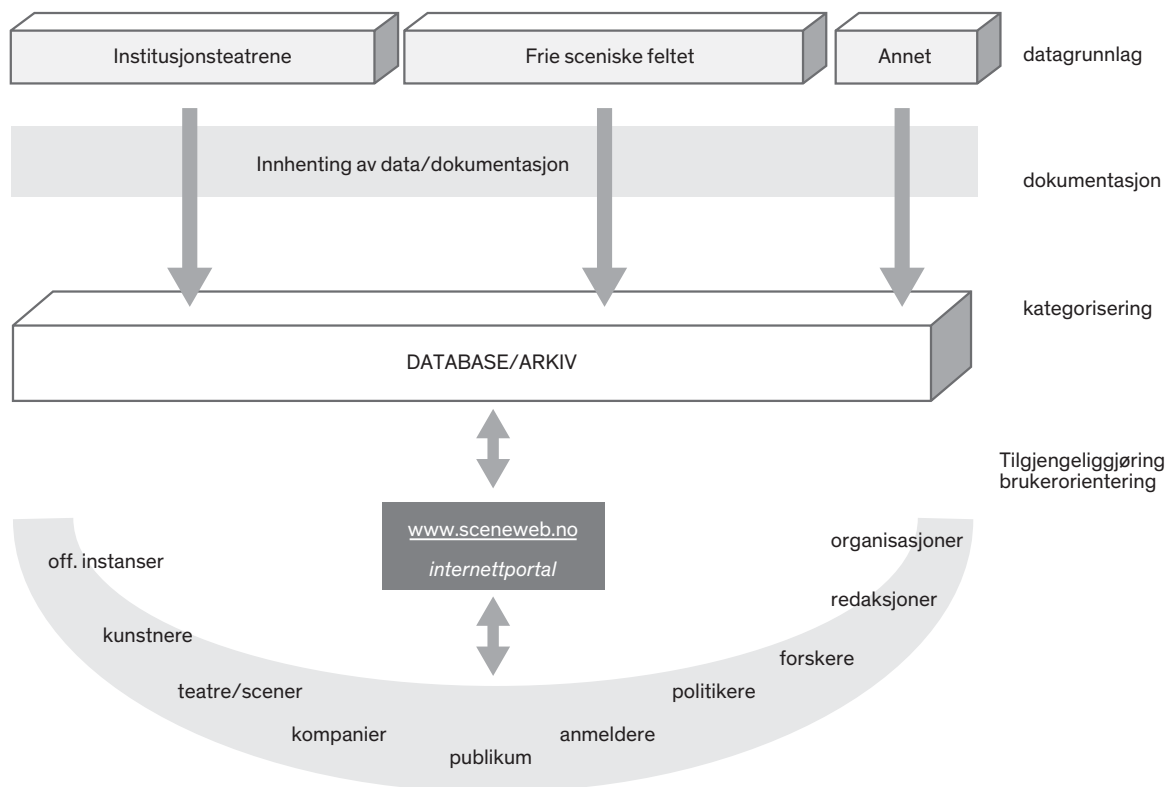 Institusjonsteatrene
Frie sceniske feltet
Annet
datagrunnlag
Innhenting av data/dokumentasjon
dokumentasjon
kategorisering
DATABASE/ARKIV
Tilgjengeliggjøring
brukerorientering
www.sceneweb.no
internettportal
off. instanser
kunstnere
teatre/scener
kompanier
publikum
anmeldere
politikere
forskere
redaksjoner
organisasjoner